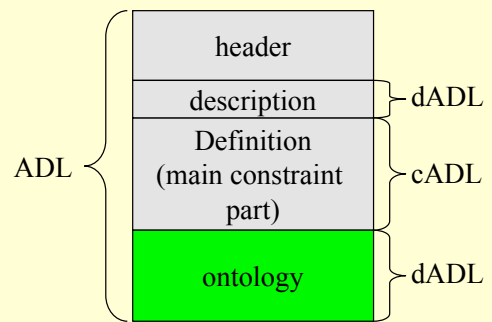 header
description
dADL
Definition
(main constraint
part)
ADL
cADL
ontology
dADL